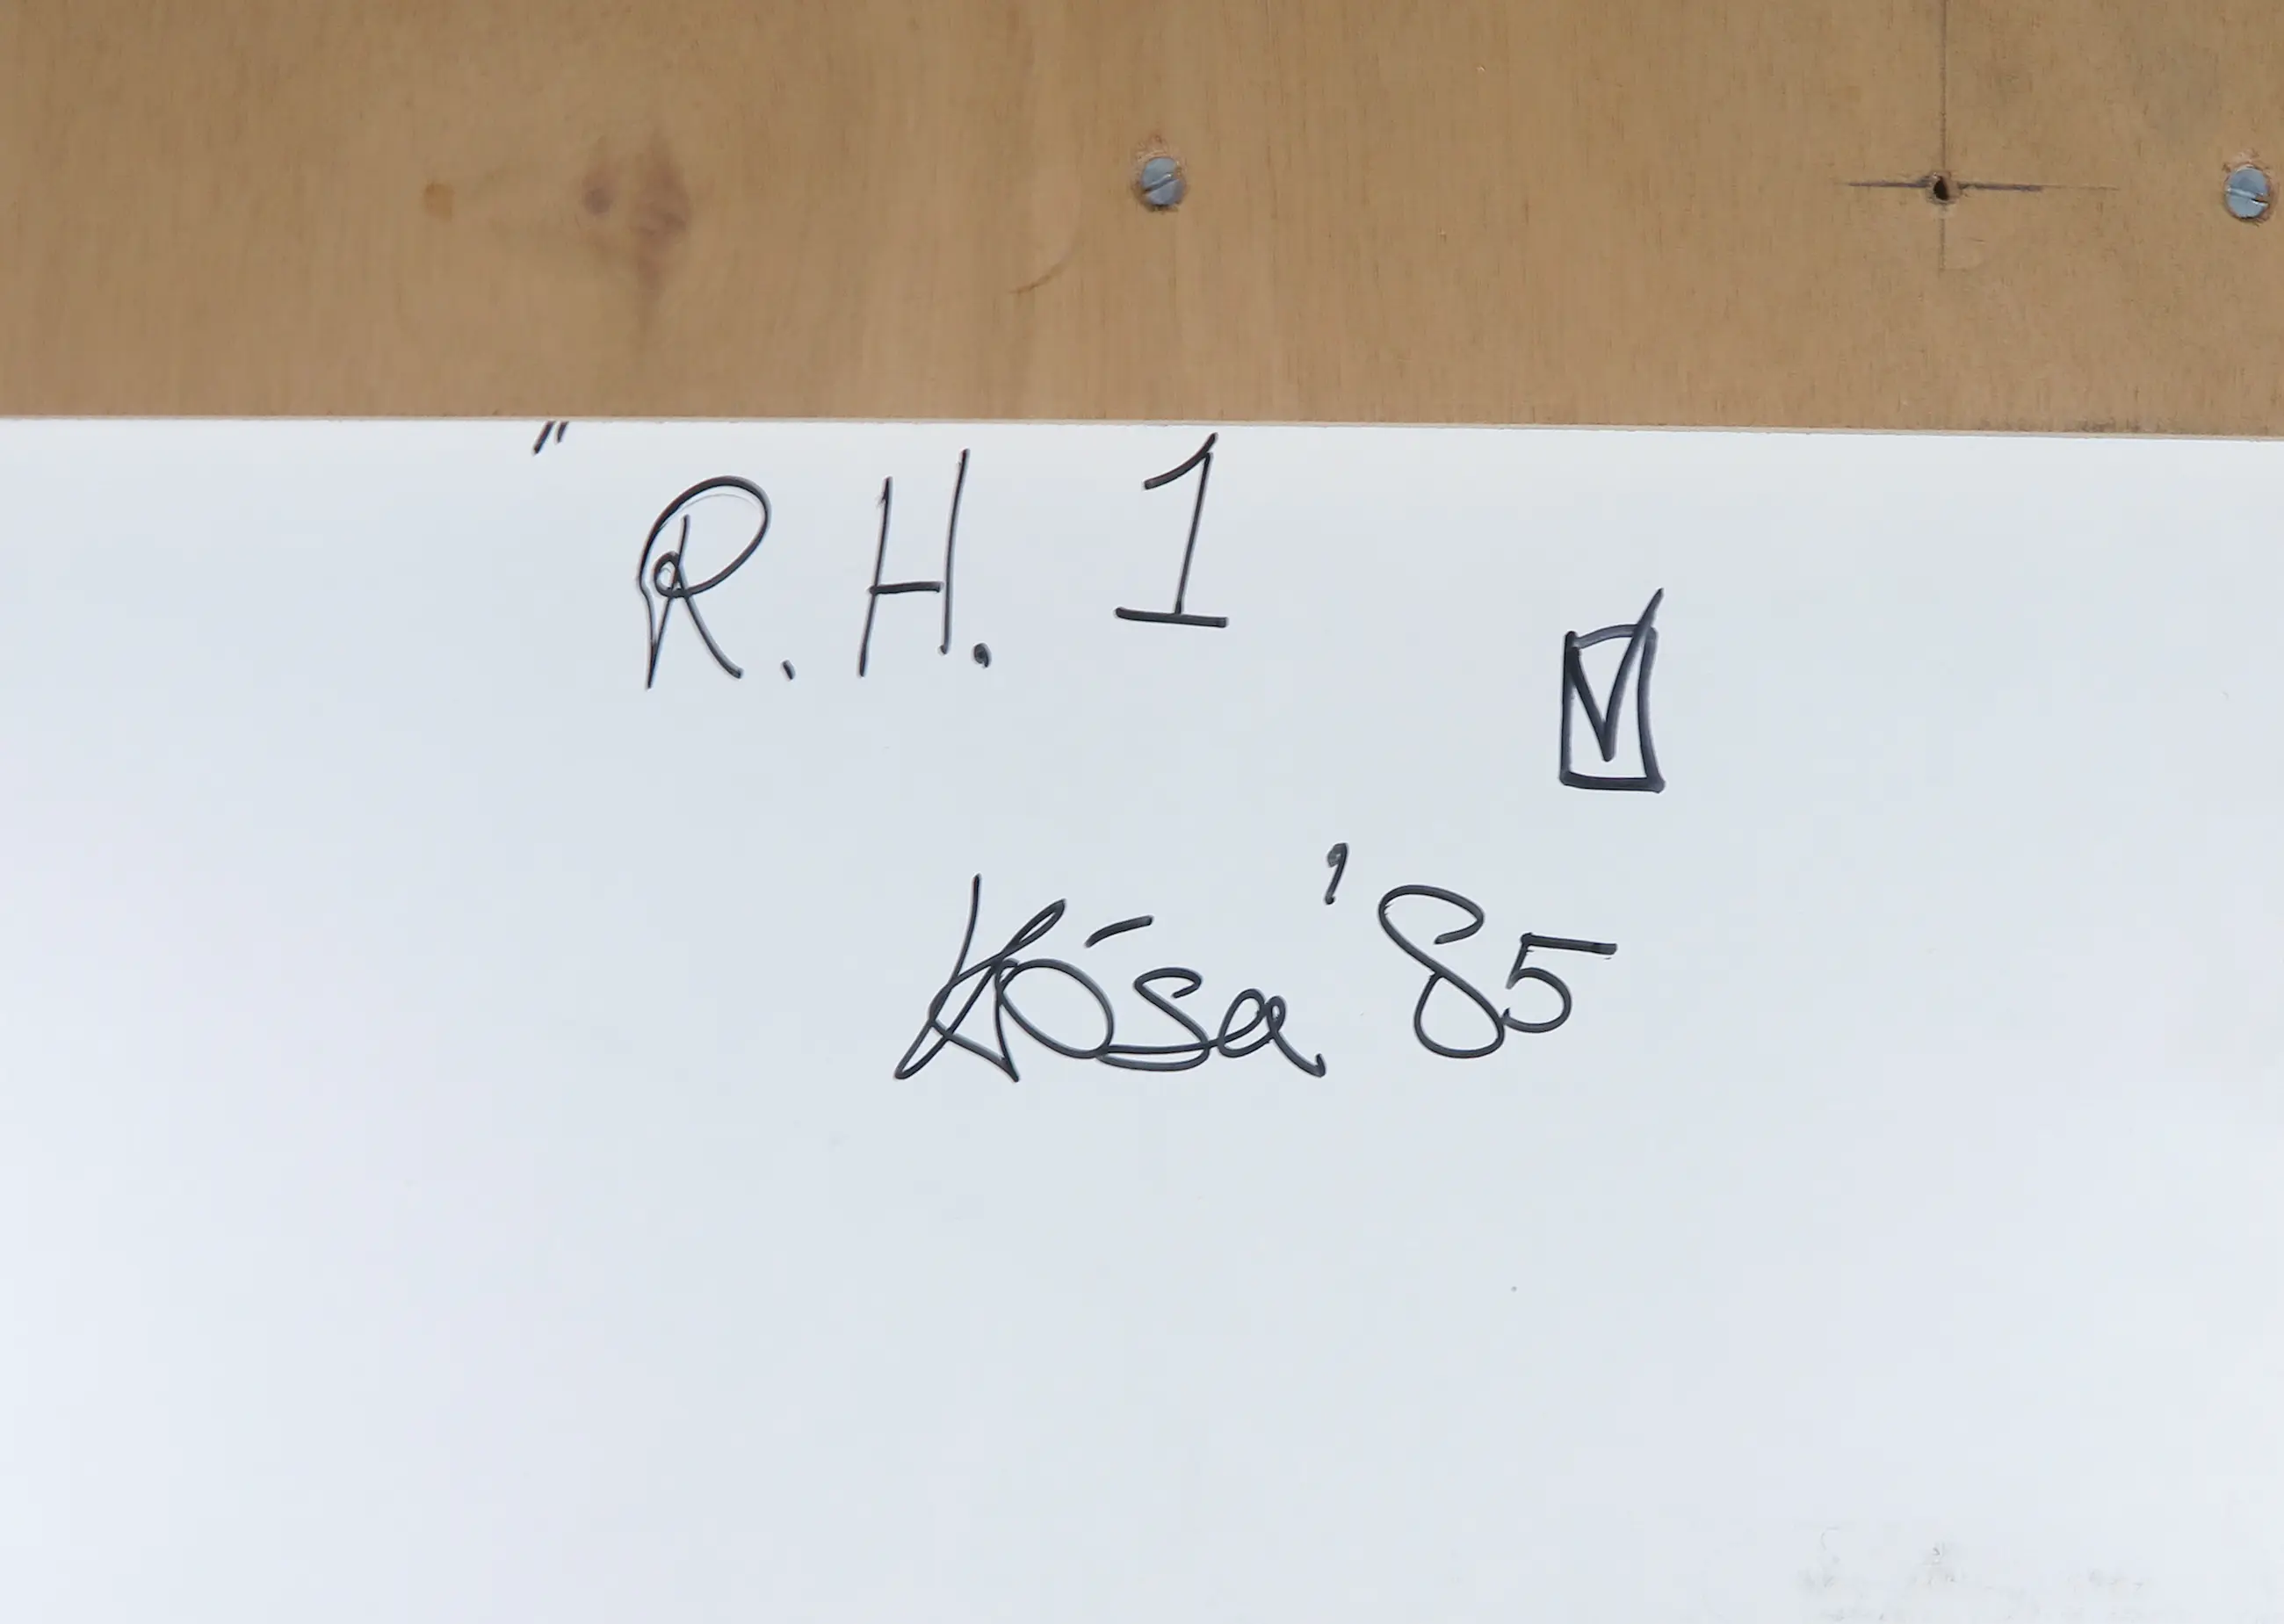 " R. H. 1
Kósa '85